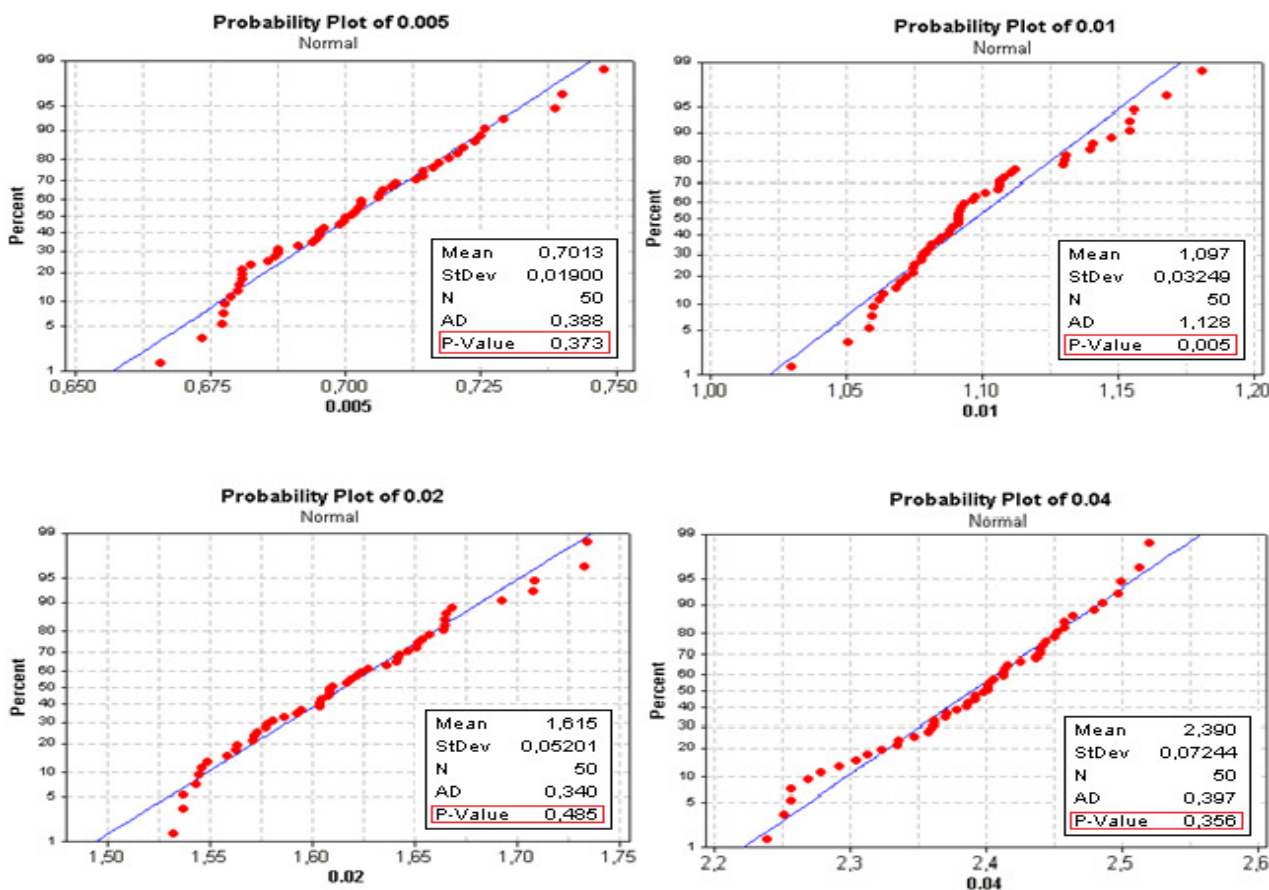 Probability Plot of 0.005
Normal
99
95
90
80
70
60
50
40
30
20
10
5
1
Percent
0,650 0,675 0,700 0,725 0,750
0.005
Mean 0,7013
StDev 0,01900
N 50
AD 0,388
P-Value 0,373
Probability Plot of 0.01
Normal
99
95
90
80
70
60
50
40
30
20
10
5
1
Percent
1,00 1,05 1,10 1,15 1,20
0.01
Mean 1,097
StDev 0,03249
N 50
AD 1,128
P-Value 0,005
Probability Plot of 0.02
Normal
99
95
90
80
70
60
50
40
30
20
10
5
1
Percent
1,50 1,55 1,60 1,65 1,70 1,75
0.02
Mean 1,615
StDev 0,05201
N 50
AD 0,340
P-Value 0,485
Probability Plot of 0.04
Normal
99
95
90
80
70
60
50
40
30
20
10
5
1
Percent
2,2 2,3 2,4 2,5 2,6
0.04
Mean 2,390
StDev 0,07244
N 50
AD 0,397
P-Value 0,356